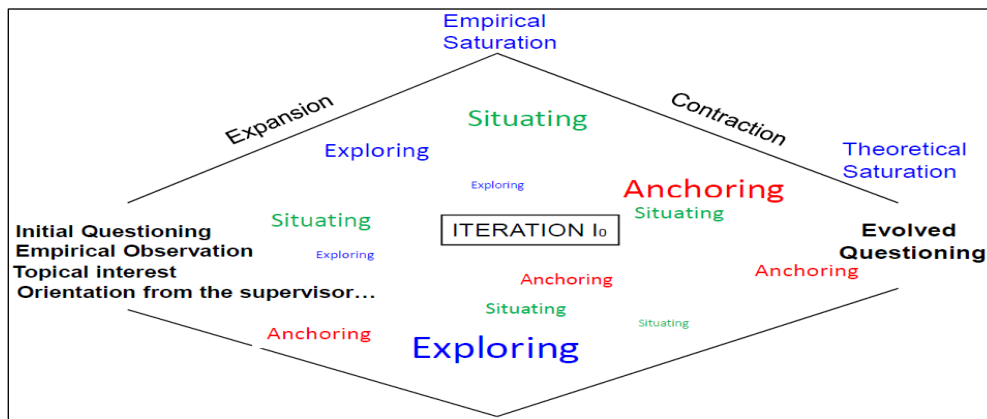 Empirical
Saturation
Expansion
Contraction
Situating
Exploring
Theoretical
Saturation
Exploring
Anchoring
Situating
Situating
ITERATION I₀
Initial Questioning
Empirical Observation
Topical interest
Orientation from the supervisor...
Evolved
Questioning
Exploring
Anchoring
Anchoring
Situating
Situating
Anchoring
Exploring